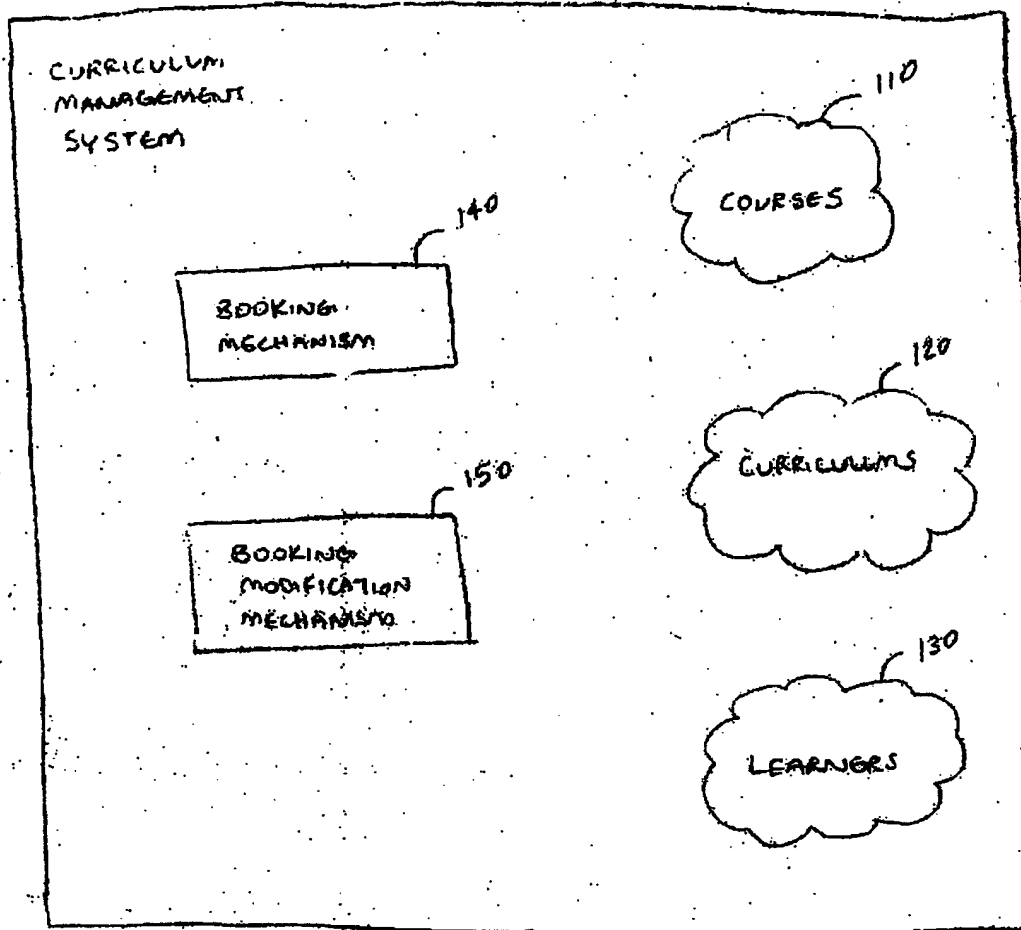 CURRICULUM
MANAGEMENT
SYSTEM
110
COURSES
140
BOOKING
MECHANISM
120
CURRICULUMS
150
BOOKING
MODIFICATION
MECHANISM
130
LEARNERS